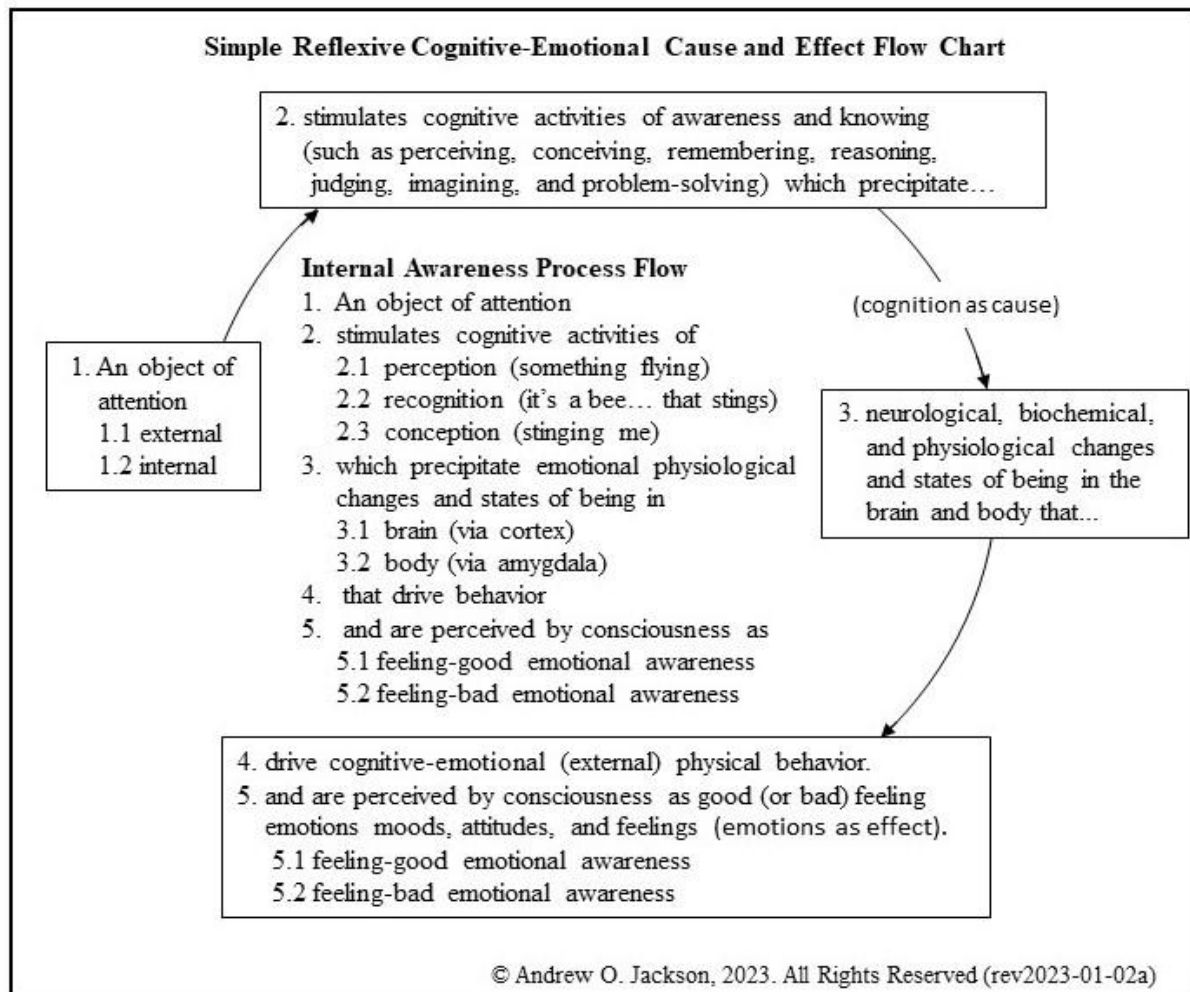 Simple Reflexive Cognitive-Emotional Cause and Effect Flow Chart
2. stimulates cognitive activities of awareness and knowing
(such as perceiving, conceiving, remembering, reasoning,
judging, imagining, and problem-solving) which precipitate…
Internal Awareness Process Flow
1. An object of attention
2. stimulates cognitive activities of
2.1 perception (something flying)
2.2 recognition (it’s a bee… that stings)
2.3 conception (stinging me)
3. which precipitate emotional physiological
changes and states of being in
3.1 brain (via cortex)
3.2 body (via amygdala)
4. that drive behavior
5. and are perceived by consciousness as
5.1 feeling-good emotional awareness
5.2 feeling-bad emotional awareness
1. An object of
attention
1.1 external
1.2 internal
(cognition as cause)
3. neurological, biochemical,
and physiological changes
and states of being in the
brain and body that...
4. drive cognitive-emotional (external) physical behavior.
5. and are perceived by consciousness as good (or bad) feeling
emotions moods, attitudes, and feelings (emotions as effect).
5.1 feeling-good emotional awareness
5.2 feeling-bad emotional awareness
© Andrew O. Jackson, 2023. All Rights Reserved (rev2023-01-02a)